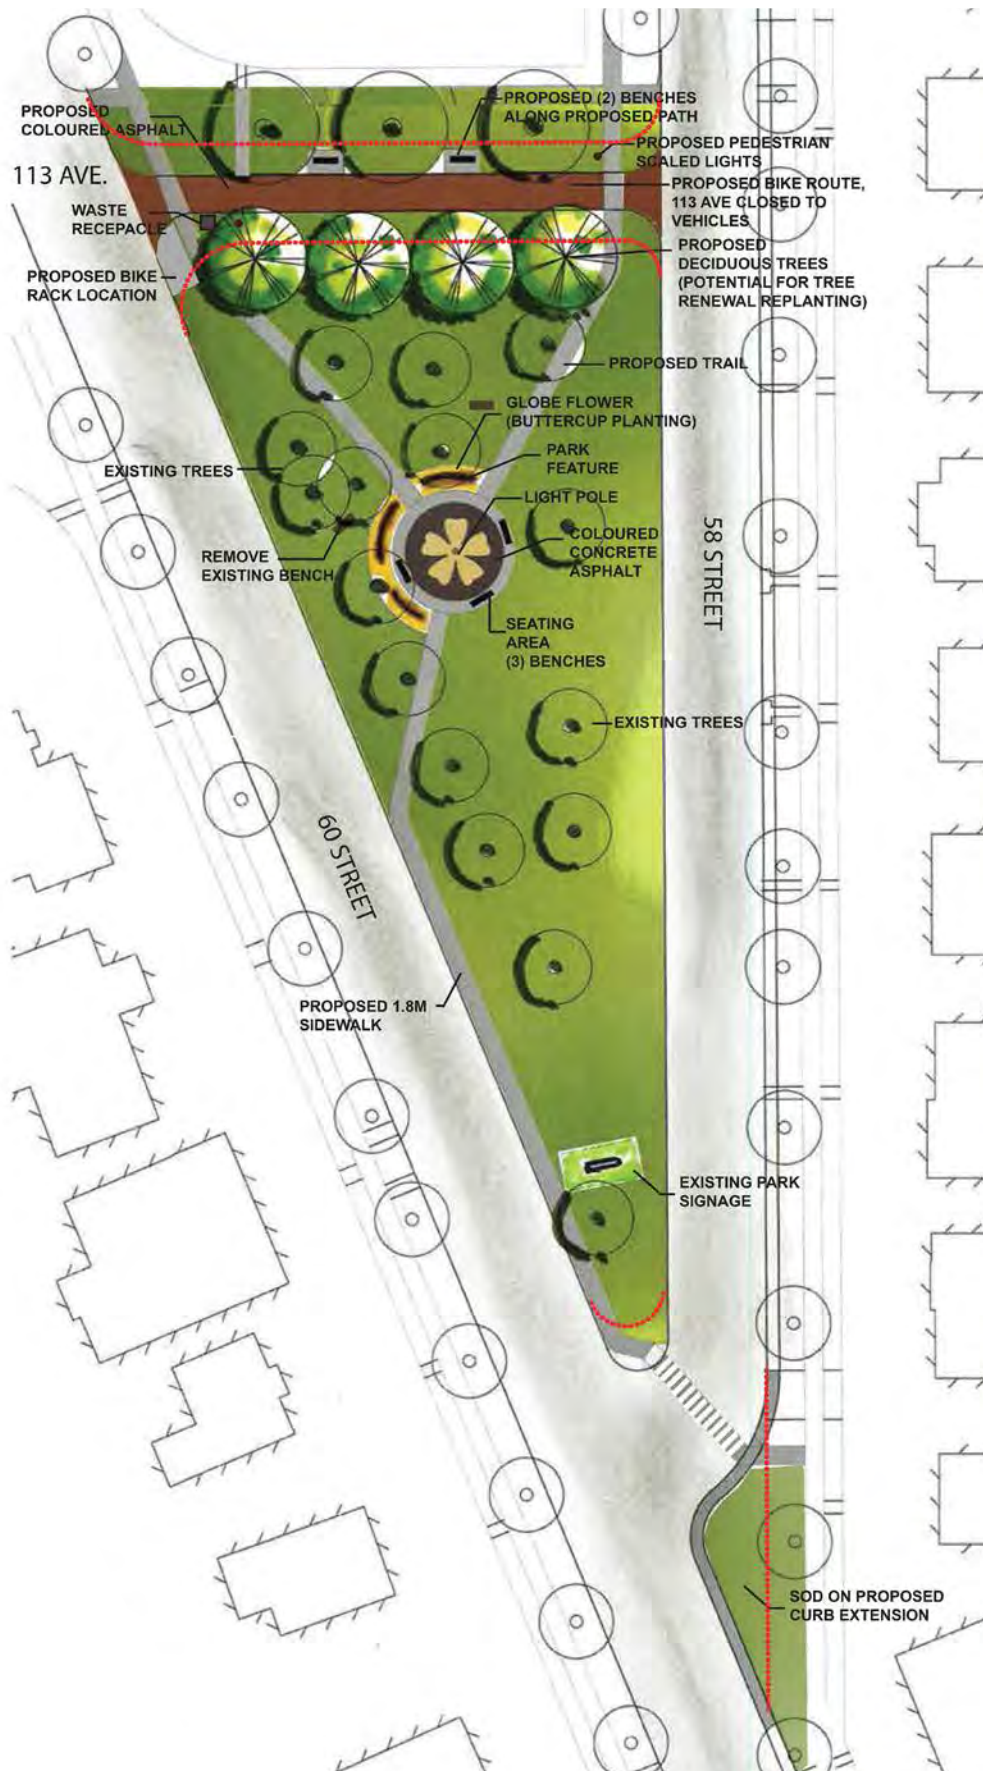 PROPOSED
COLOURED ASPHALT
PROPOSED (2) BENCHES
ALONG PROPOSED PATH
PROPOSED PEDESTRIAN
SCALED LIGHTS
113 AVE.
PROPOSED BIKE ROUTE,
113 AVE CLOSED TO
VEHICLES
WASTE
RECEPACLE
PROPOSED
DECIDUOUS TREES
(POTENTIAL FOR TREE
RENEWAL REPLANTING)
PROPOSED BIKE
RACK LOCATION
PROPOSED TRAIL
GLOBE FLOWER
(BUTTERCUP PLANTING)
EXISTING TREES
PARK
FEATURE
LIGHT POLE
COLOURED
CONCRETE
ASPHALT
REMOVE
EXISTING BENCH
58 STREET
SEATING
AREA
(3) BENCHES
EXISTING TREES
60 STREET
PROPOSED 1.8M
SIDEWALK
EXISTING PARK
SIGNAGE
SOD ON PROPOSED
CURB EXTENSION